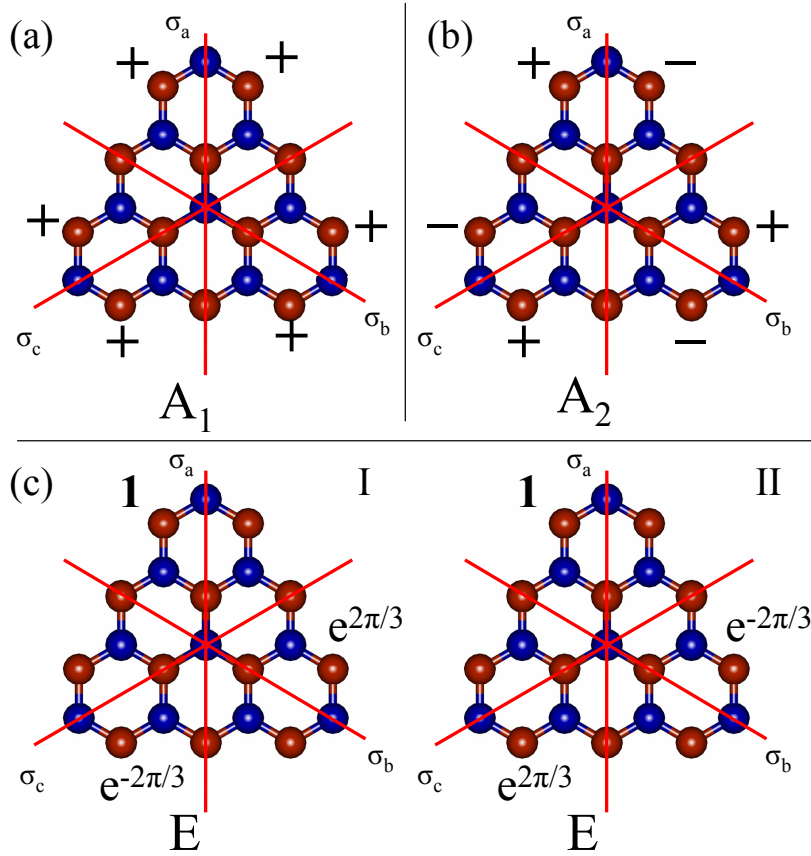 (a)
σa
+ +
+ +
+ +
σc
σb
A1
(b)
σa
+ −
− +
+ −
σc
σb
A2
(c)
σa
I
1
e2π/3
e-2π/3
σc
σb
E
σa
II
1
e-2π/3
e2π/3
σc
σb
E